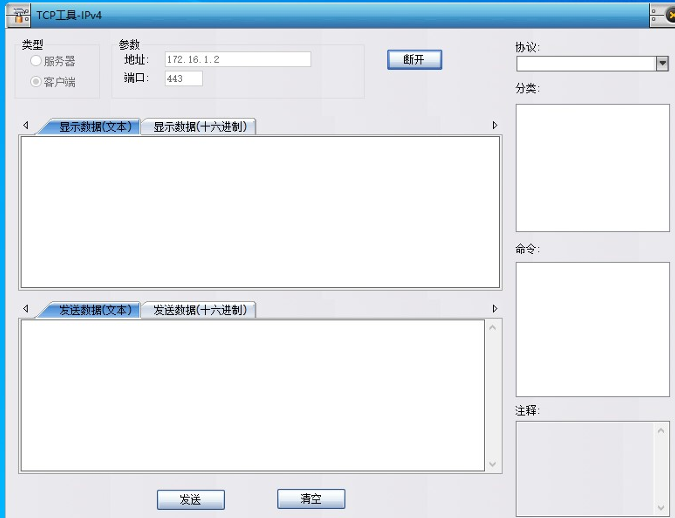 TCP工具-IPv4
类型
服务器
客户端
参数
地址: 172.16.1.2
端口: 443
断开
协议:
分类:
显示数据(文本) 显示数据(十六进制)
命令:
发送数据(文本) 发送数据(十六进制)
注释:
发送 清空